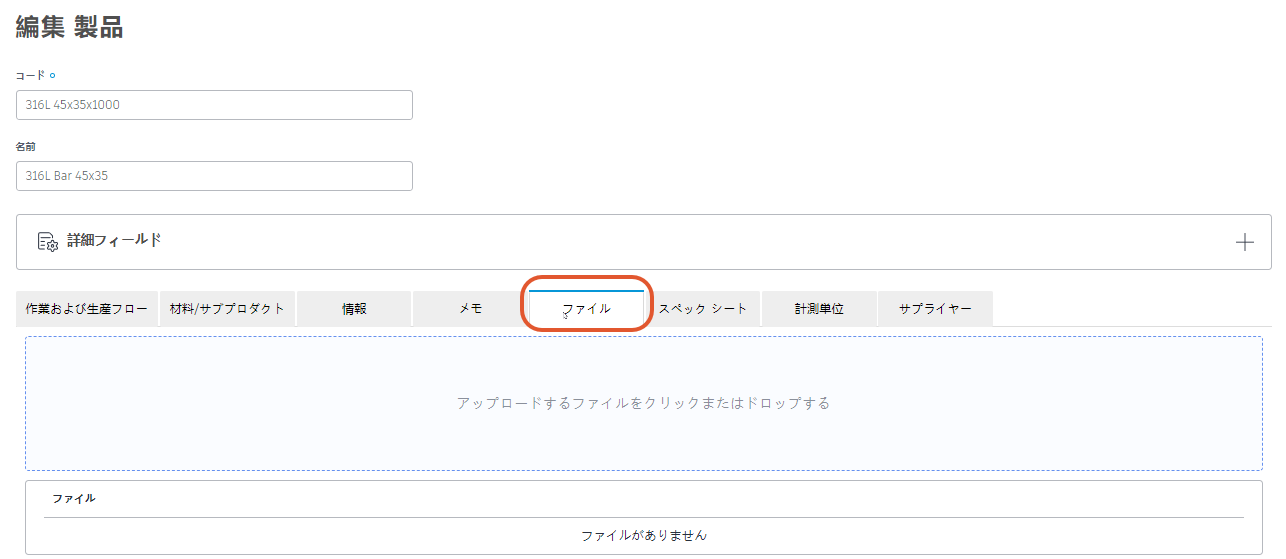 編集 製品
コード
316L 45x35x1000
名前
316L Bar 45x35
詳細フィールド
作業および生産フロー 材料/サブプロダクト 情報 メモ ファイル スペック シート 計測単位 サプライヤー
アップロードするファイルをクリックまたはドロップする
ファイル
ファイルがありません